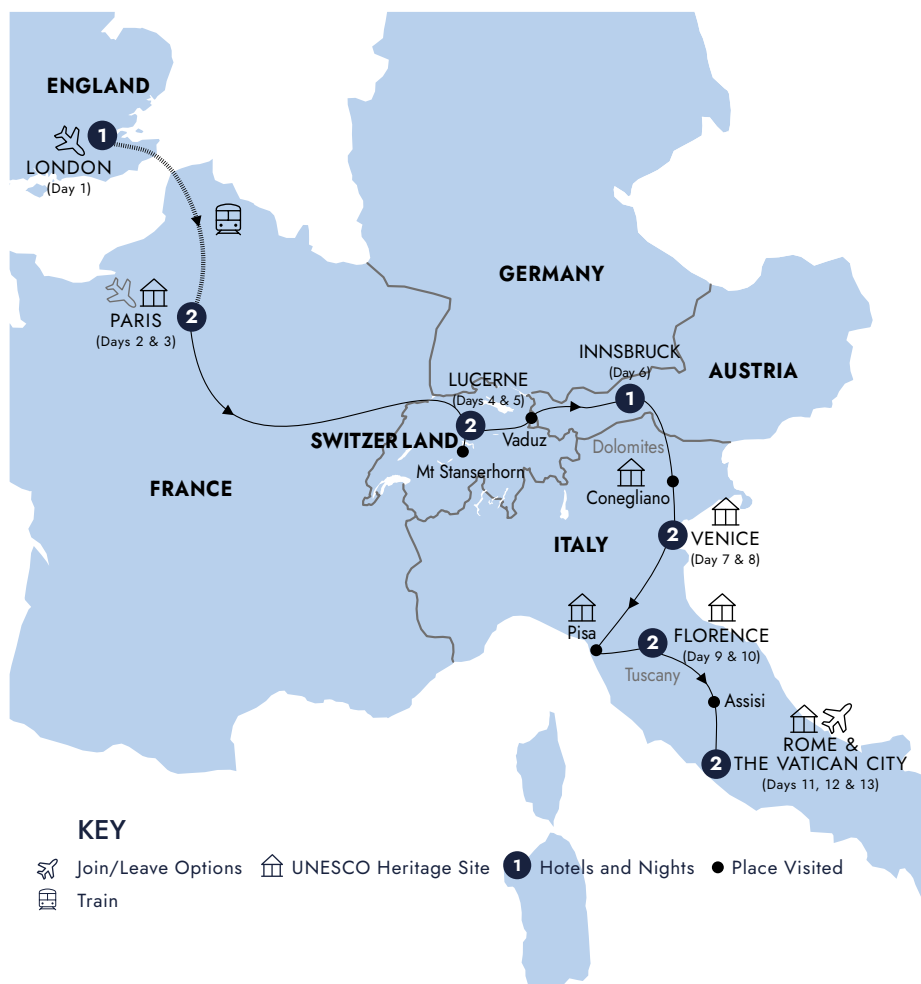 ENGLAND
1
LONDON
(Day 1)
GERMANY
PARIS
2
(Days 2 & 3)
INNSBRUCK
(Day 6)
1
AUSTRIA
LUCERNE
(Days 4 & 5)
2
SWITZERLAND
Vaduz
Mt Stanserhorn
Dolomites
FRANCE
Conegliano
ITALY
2
VENICE
(Day 7 & 8)
Pisa
2
FLORENCE
(Day 9 & 10)
Tuscany
Assisi
ROME &
2
THE VATICAN CITY
(Days 11, 12 & 13)
KEY
Join/Leave Options
UNESCO Heritage Site
1
Hotels and Nights
Place Visited
Train